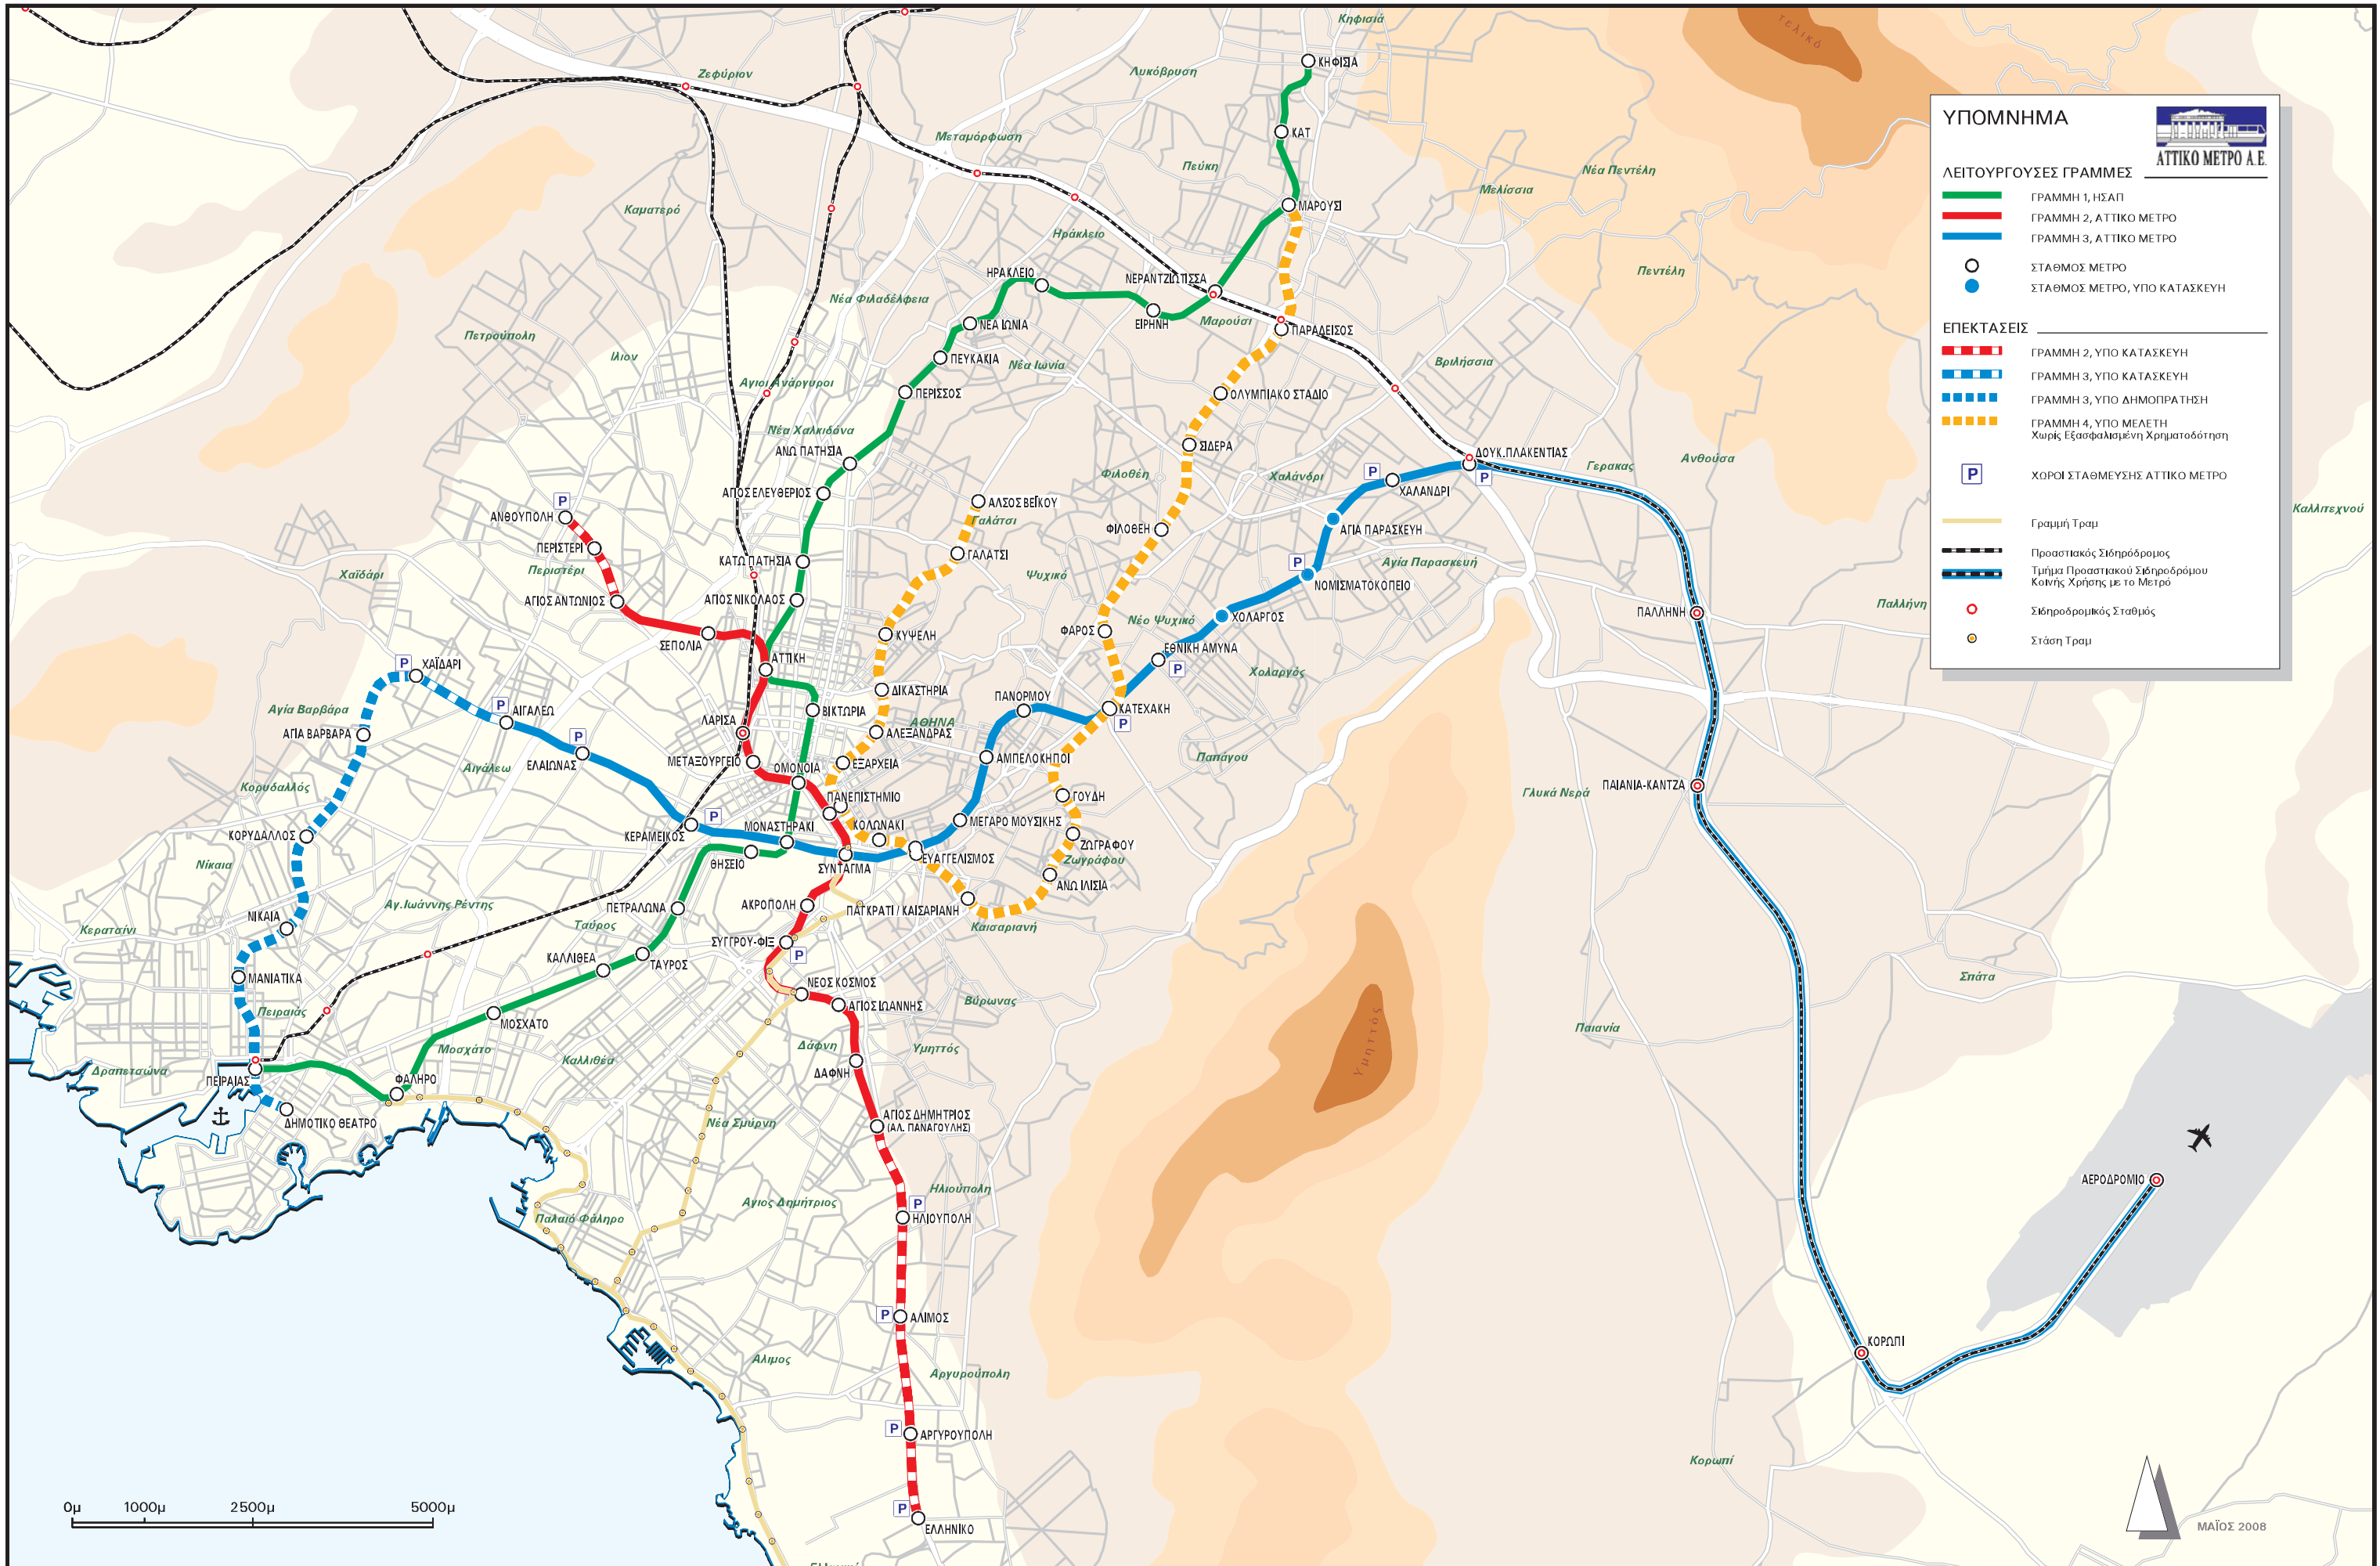 Κηφισιά
τελικό
ΚΗΦΙΣΙΑ
Ζεφύριον
Λυκόβρυση
ΚΑΤ
Μεταμόρφωση
Πεύκη
Νέα Πεντέλη
Μελίσσια
Καματερό
ΜΑΡΟΥΣΙ
Ηράκλειο
ΗΡΑΚΛΕΙΟ
ΝΕΡΑΝΤΖΙΩΤΙΣΣΑ
Πεντέλη
Νέα Φιλαδέλφεια
ΝΕΑ ΙΩΝΙΑ
ΕΙΡΗΝΗ
Μαρούσι
ΠΑΡΑΔΕΙΣΟΣ
Πετρούπολη
Ιλιον
ΠΕΥΚΑΚΙΑ
Νέα Ιωνία
Βριλήσσια
Αγιοι Ανάργυροι
ΠΕΡΙΣΣΟΣ
ΟΛΥΜΠΙΑΚΟ ΣΤΑΔΙΟ
Νέα Χαλκιδόνα
ΑΝΩ ΠΑΤΗΣΙΑ
ΣΙΔΕΡΑ
ΔΟΥΚ.ΠΛΑΚΕΝΤΙΑΣ
Γερακας
Ανθούσα
Φιλοθέη
Χαλάνδρι
P
P
ΧΑΛΑΝΔΡΙ
ΑΓΙΟΣ ΕΛΕΥΘΕΡΙΟΣ
ΑΛΣΟΣ ΒΕΪΚΟΥ
Γαλάτσι
P
ΑΝΘΟΥΠΟΛΗ
Καλλιτεχνού
ΦΙΛΟΘΕΗ
ΑΓΙΑ ΠΑΡΑΣΚΕΥΗ
ΠΕΡΙΣΤΕΡΙ
Περιστέρι
ΚΑΤΩ ΠΑΤΗΣΙΑ
ΓΑΛΑΤΣΙ
Ψυχικό
P
Αγία Παρασκευή
ΝΟΜΙΣΜΑΤΟΚΟΠΕΙΟ
Χαϊδάρι
ΑΓΙΟΣ ΑΝΤΩΝΙΟΣ
ΑΓΙΟΣ ΝΙΚΟΛΑΟΣ
Παλλήνη
ΠΑΛΛΗΝΗ
Νέο Ψυχικό
ΧΟΛΑΡΓΟΣ
ΦΑΡΟΣ
ΚΥΨΕΛΗ
ΣΕΠΟΛΙΑ
ΕΘΝΙΚΗ ΑΜΥΝΑ
P
Χολαργός
ΑΤΤΙΚΗ
P
ΧΑΪΔΑΡΙ
ΔΙΚΑΣΤΗΡΙΑ
ΠΑΝΟΡΜΟΥ
ΚΑΤΕΧΑΚΗ
P
Αγία Βαρβάρα
P
ΑΙΓΑΛΕΩ
ΛΑΡΙΣΑ
ΒΙΚΤΩΡΙΑ
ΑΘΗΝΑ
ΑΛΕΞΑΝΔΡΑΣ
ΑΓΙΑ ΒΑΡΒΑΡΑ
P
ΕΛΑΙΩΝΑΣ
Αιγάλεω
ΜΕΤΑΞΟΥΡΓΕΙΟ
ΟΜΟΝΟΙΑ
ΕΞΑΡΧΕΙΑ
ΑΜΠΕΛΟΚΗΠΟΙ
Παπάγου
Κορυδαλλός
ΠΑΝΕΠΙΣΤΗΜΙΟ
ΓΟΥΔΗ
Γλυκά Νερά
ΠΑΙΑΝΙΑ-ΚΑΝΤΖΑ
ΚΟΡΥΔΑΛΛΟΣ
ΚΕΡΑΜΕΙΚΟΣ
P
ΜΟΝΑΣΤΗΡΑΚΙ
ΚΟΛΩΝΑΚΙ
ΜΕΓΑΡΟ ΜΟΥΣΙΚΗΣ
ΖΩΓΡΑΦΟΥ
Ζωγράφου
Νίκαια
ΘΗΣΕΙΟ
ΣΥΝΤΑΓΜΑ
ΕΥΑΓΓΕΛΙΣΜΟΣ
ΑΝΩ ΙΛΙΣΙΑ
Αγ.Ιωάννης Ρέντης
ΠΕΤΡΑΛΩΝΑ
ΑΚΡΟΠΟΛΗ
ΠΑΓΚΡΑΤΙ / ΚΑΙΣΑΡΙΑΝΗ
Καισαριανή
ΝΙΚΑΙΑ
Κερατσίνι
Ταύρος
ΣΥΓΓΡΟΥ-ΦΙΞ
P
ΚΑΛΛΙΘΕΑ
ΤΑΥΡΟΣ
ΜΑΝΙΑΤΙΚΑ
ΝΕΟΣ ΚΟΣΜΟΣ
ΑΓΙΟΣ ΙΩΑΝΝΗΣ
Βύρωνας
Σπάτα
Πειραιάς
ΜΟΣΧΑΤΟ
Παιανία
Μοσχάτο
Καλλιθέα
Δάφνη
Υμηττός
Υμηττός
Δραπετσώνα
ΠΕΙΡΑΙΑΣ
ΦΑΛΗΡΟ
ΔΑΦΝΗ
ΔΗΜΟΤΙΚΟ ΘΕΑΤΡΟ
Νέα Σμύρνη
ΑΓΙΟΣ ΔΗΜΗΤΡΙΟΣ
(ΑΛ. ΠΑΝΑΓΟΥΛΗΣ)
Παλαιό Φάληρο
Αγιος Δημήτριος
Ηλιούπολη
P
ΗΛΙΟΥΠΟΛΗ
ΑΕΡΟΔΡΟΜΙΟ
P
ΑΛΙΜΟΣ
ΚΟΡΩΠΙ
Αλιμος
Αργυρούπολη
P
ΑΡΓΥΡΟΥΠΟΛΗ
Κορωπί
P
ΕΛΛΗΝΙΚΟ
0μ 1000μ 2500μ 5000μ
ΜΑΪΟΣ 2008
ΥΠΟΜΝΗΜΑ
ΑΤΤΙΚΟ ΜΕΤΡΟ Α.Ε.
ΛΕΙΤΟΥΡΓΟΥΣΕΣ ΓΡΑΜΜΕΣ
ΓΡΑΜΜΗ 1, ΗΣΑΠ
ΓΡΑΜΜΗ 2, ΑΤΤΙΚΟ ΜΕΤΡΟ
ΓΡΑΜΜΗ 3, ΑΤΤΙΚΟ ΜΕΤΡΟ
ΣΤΑΘΜΟΣ ΜΕΤΡΟ
ΣΤΑΘΜΟΣ ΜΕΤΡΟ, ΥΠΟ ΚΑΤΑΣΚΕΥΗ
ΕΠΕΚΤΑΣΕΙΣ
ΓΡΑΜΜΗ 2, ΥΠΟ ΚΑΤΑΣΚΕΥΗ
ΓΡΑΜΜΗ 3, ΥΠΟ ΚΑΤΑΣΚΕΥΗ
ΓΡΑΜΜΗ 3, ΥΠΟ ΔΗΜΟΠΡΑΤΗΣΗ
ΓΡΑΜΜΗ 4, ΥΠΟ ΜΕΛΕΤΗ
Χωρίς Εξασφαλισμένη Χρηματοδότηση
P ΧΩΡΟΙ ΣΤΑΘΜΕΥΣΗΣ ΑΤΤΙΚΟ ΜΕΤΡΟ
Γραμμή Τραμ
Προαστιακός Σιδηρόδρομος
Τμήμα Προαστιακού Σιδηροδρόμου
Κοινής Χρήσης με το Μετρό
Σιδηροδρομικός Σταθμός
Στάση Τραμ